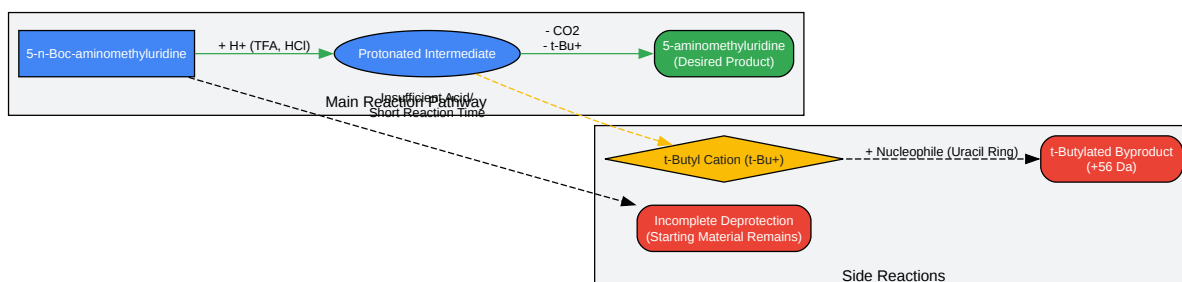 5-n-Boc-aminomethyluridine
+ H+ (TFA, HCl)
Protonated Intermediate
- CO2
- t-Bu+
5-aminomethyluridine
(Desired Product)
Insufficient Acid/
Short Reaction Time
Main Reaction Pathway
t-Butyl Cation (t-Bu+)
+ Nucleophile (Uracil Ring)
t-Butylated Byproduct
(+56 Da)
Incomplete Deprotection
(Starting Material Remains)
Side Reactions